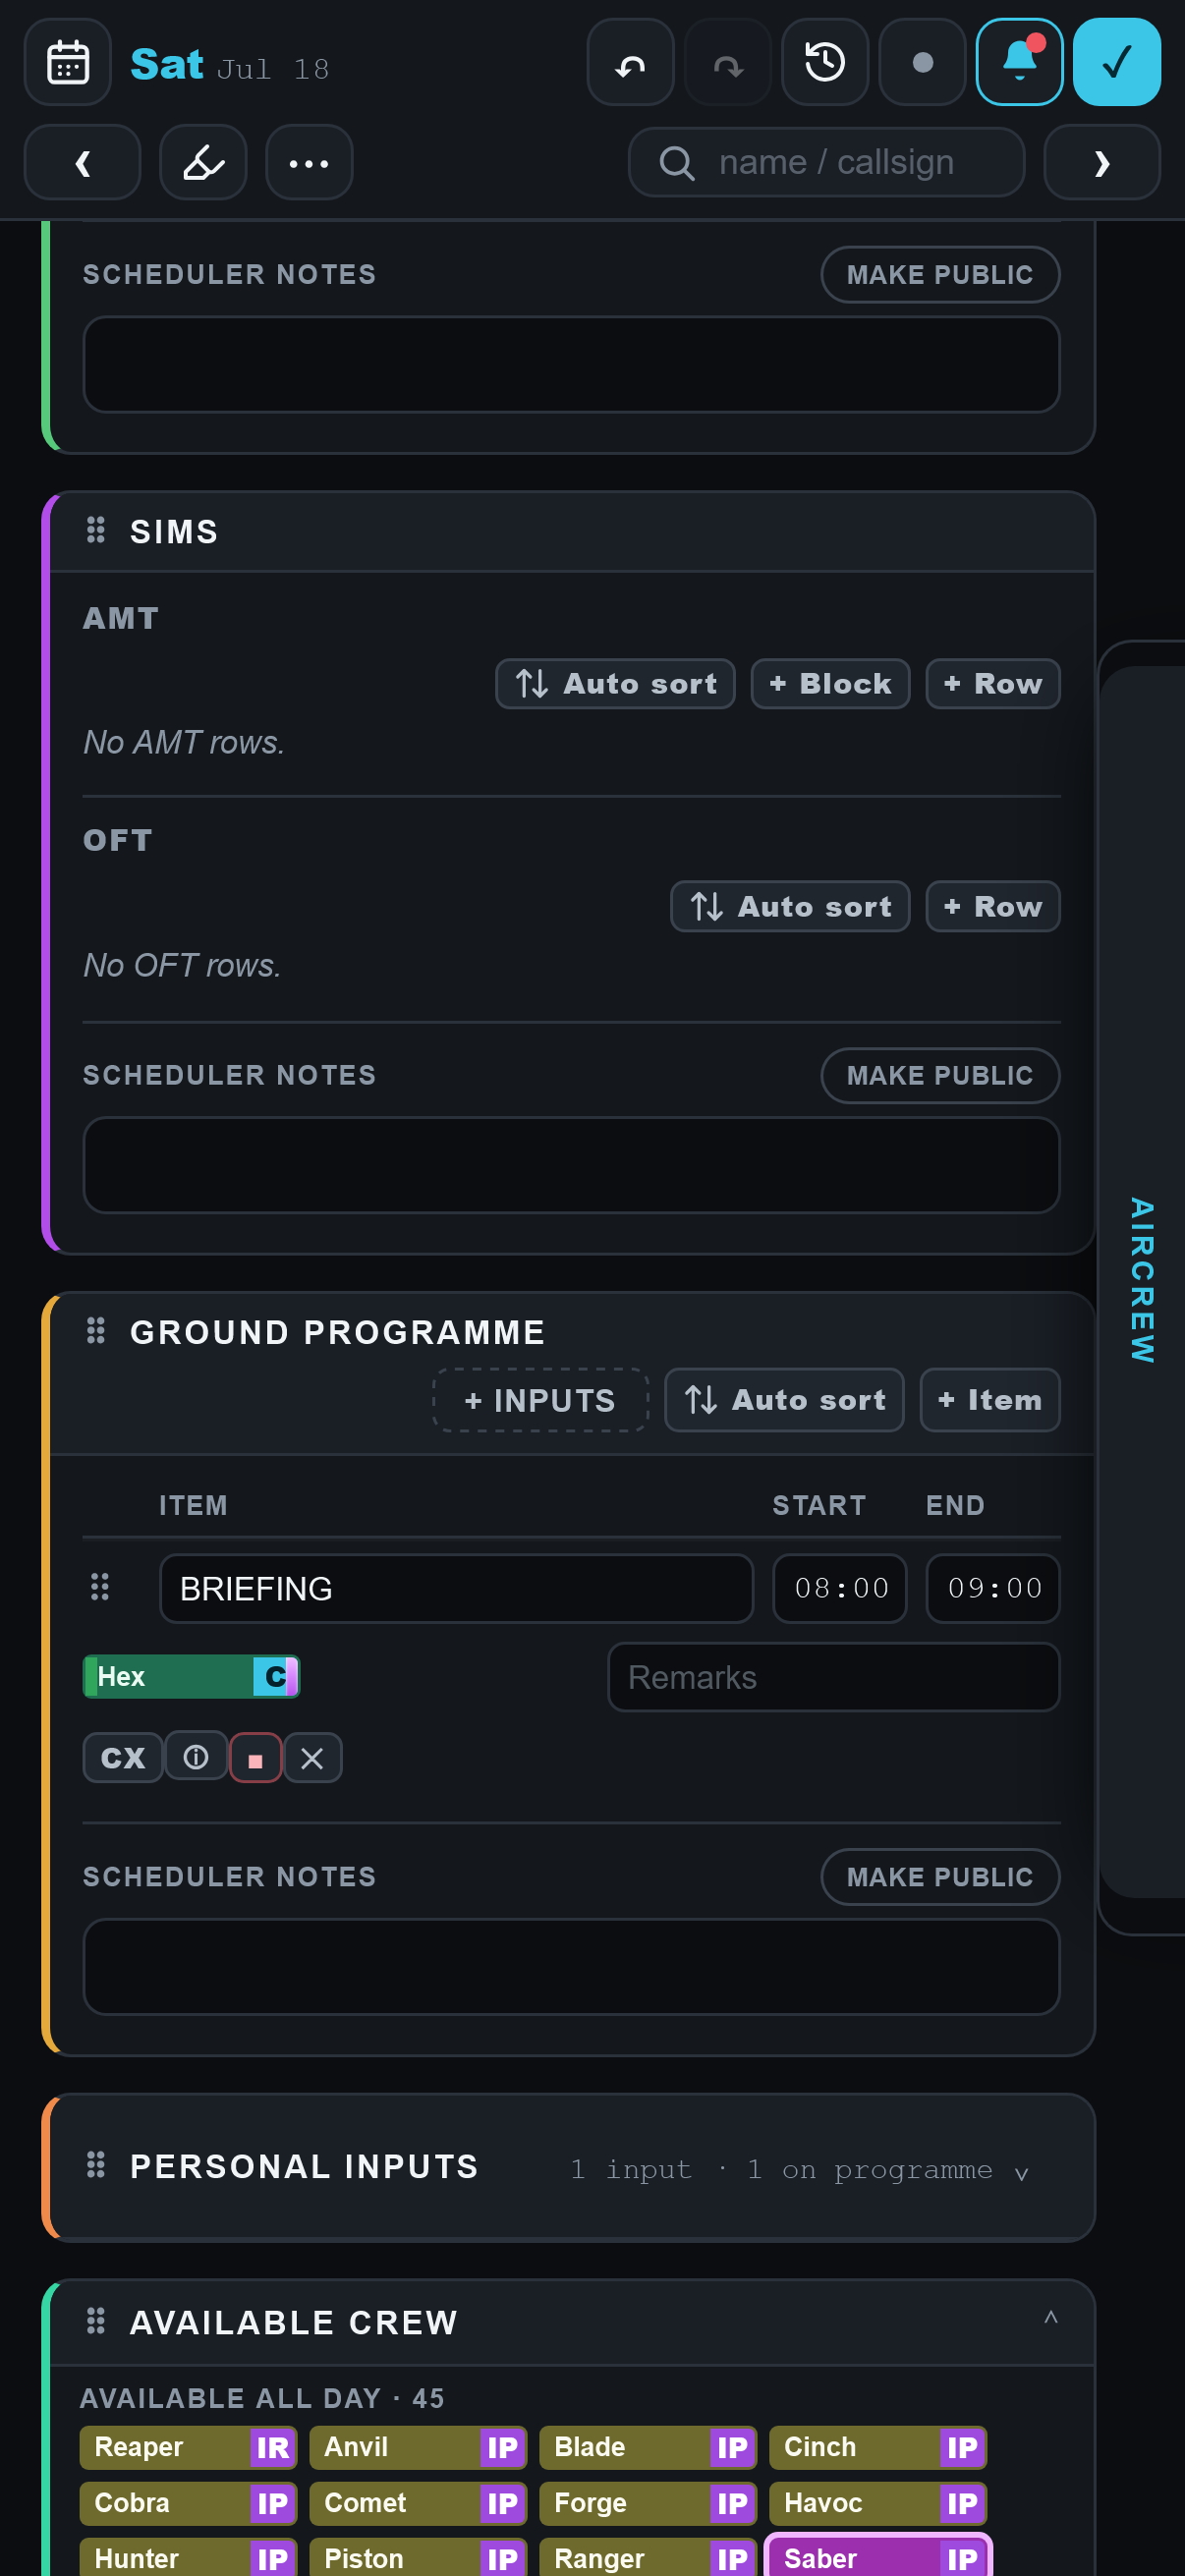 Sat Jul 18
name / callsign
SCHEDULER NOTES MAKE PUBLIC
SIMS
AMT
Auto sort + Block + Row
No AMT rows.
OFT
Auto sort + Row
No OFT rows.
SCHEDULER NOTES MAKE PUBLIC
AIRCREW
GROUND PROGRAMME
+ INPUTS Auto sort + Item
ITEM START END
BRIEFING 08:00 09:00
Hex C Remarks
CX
SCHEDULER NOTES MAKE PUBLIC
PERSONAL INPUTS 1 input · 1 on programme
AVAILABLE CREW
AVAILABLE ALL DAY · 45
Reaper IR Anvil IP Blade IP Cinch IP
Cobra IP Comet IP Forge IP Havoc IP
Hunter IP Piston IP Ranger IP Saber IP